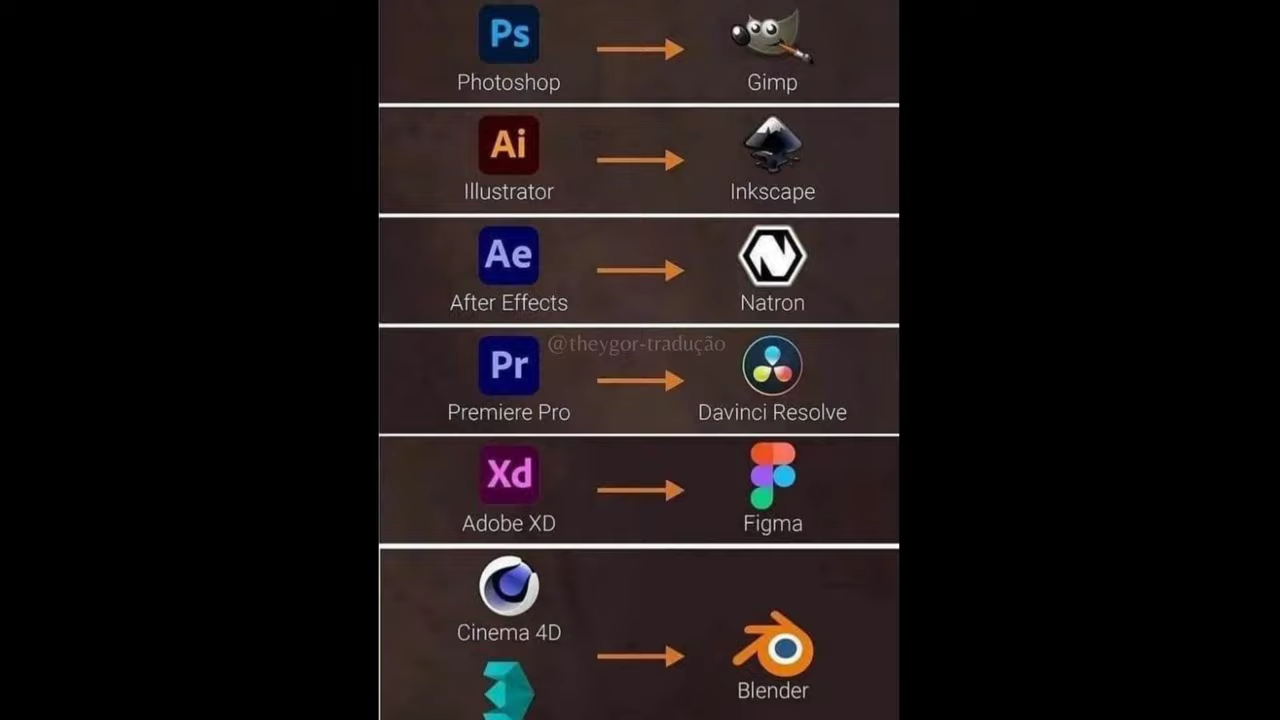 Ps
Photoshop
Gimp
Ai
Illustrator
Inkscape
Ae
After Effects
N
Natron
@theygor-tradução
Pr
Premiere Pro
Davinci Resolve
Xd
Adobe XD
Figma
Cinema 4D
Blender